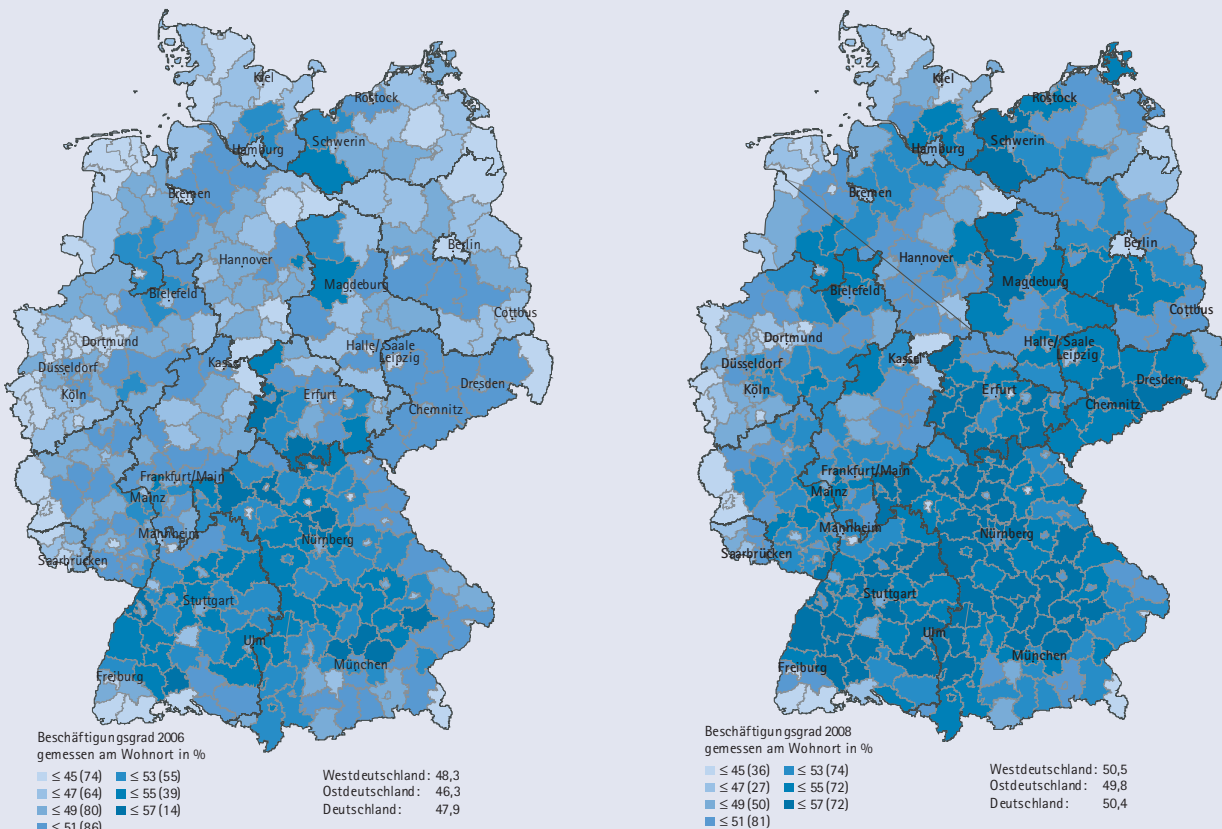 Kiel
Rostock
Schwerin
Hamburg
Bremen
Berlin
Hannover
Magdeburg
Bielefeld
Cottbus
Dortmund
Halle/Saale
Leipzig
Kassel
Düsseldorf
Dresden
Köln
Erfurt
Chemnitz
Frankfurt/Main
Mainz
Mannheim
Nürnberg
Saarbrücken
Stuttgart
Ulm
München
Freiburg
Beschäftigungsgrad 2006
gemessen am Wohnort in %
≤ 45 (74) ≤ 53 (55)
≤ 47 (64) ≤ 55 (39)
≤ 49 (80) ≤ 57 (14)
≤ 51 (86)
Westdeutschland: 48,3
Ostdeutschland: 46,3
Deutschland: 47,9
Kiel
Rostock
Schwerin
Hamburg
Bremen
Berlin
Hannover
Magdeburg
Bielefeld
Cottbus
Dortmund
Halle/Saale
Leipzig
Kassel
Düsseldorf
Dresden
Köln
Erfurt
Chemnitz
Frankfurt/Main
Mainz
Mannheim
Nürnberg
Saarbrücken
Stuttgart
Ulm
München
Freiburg
Beschäftigungsgrad 2008
gemessen am Wohnort in %
≤ 45 (36) ≤ 53 (74)
≤ 47 (27) ≤ 55 (72)
≤ 49 (50) ≤ 57 (72)
≤ 51 (81)
Westdeutschland: 50,5
Ostdeutschland: 49,8
Deutschland: 50,4